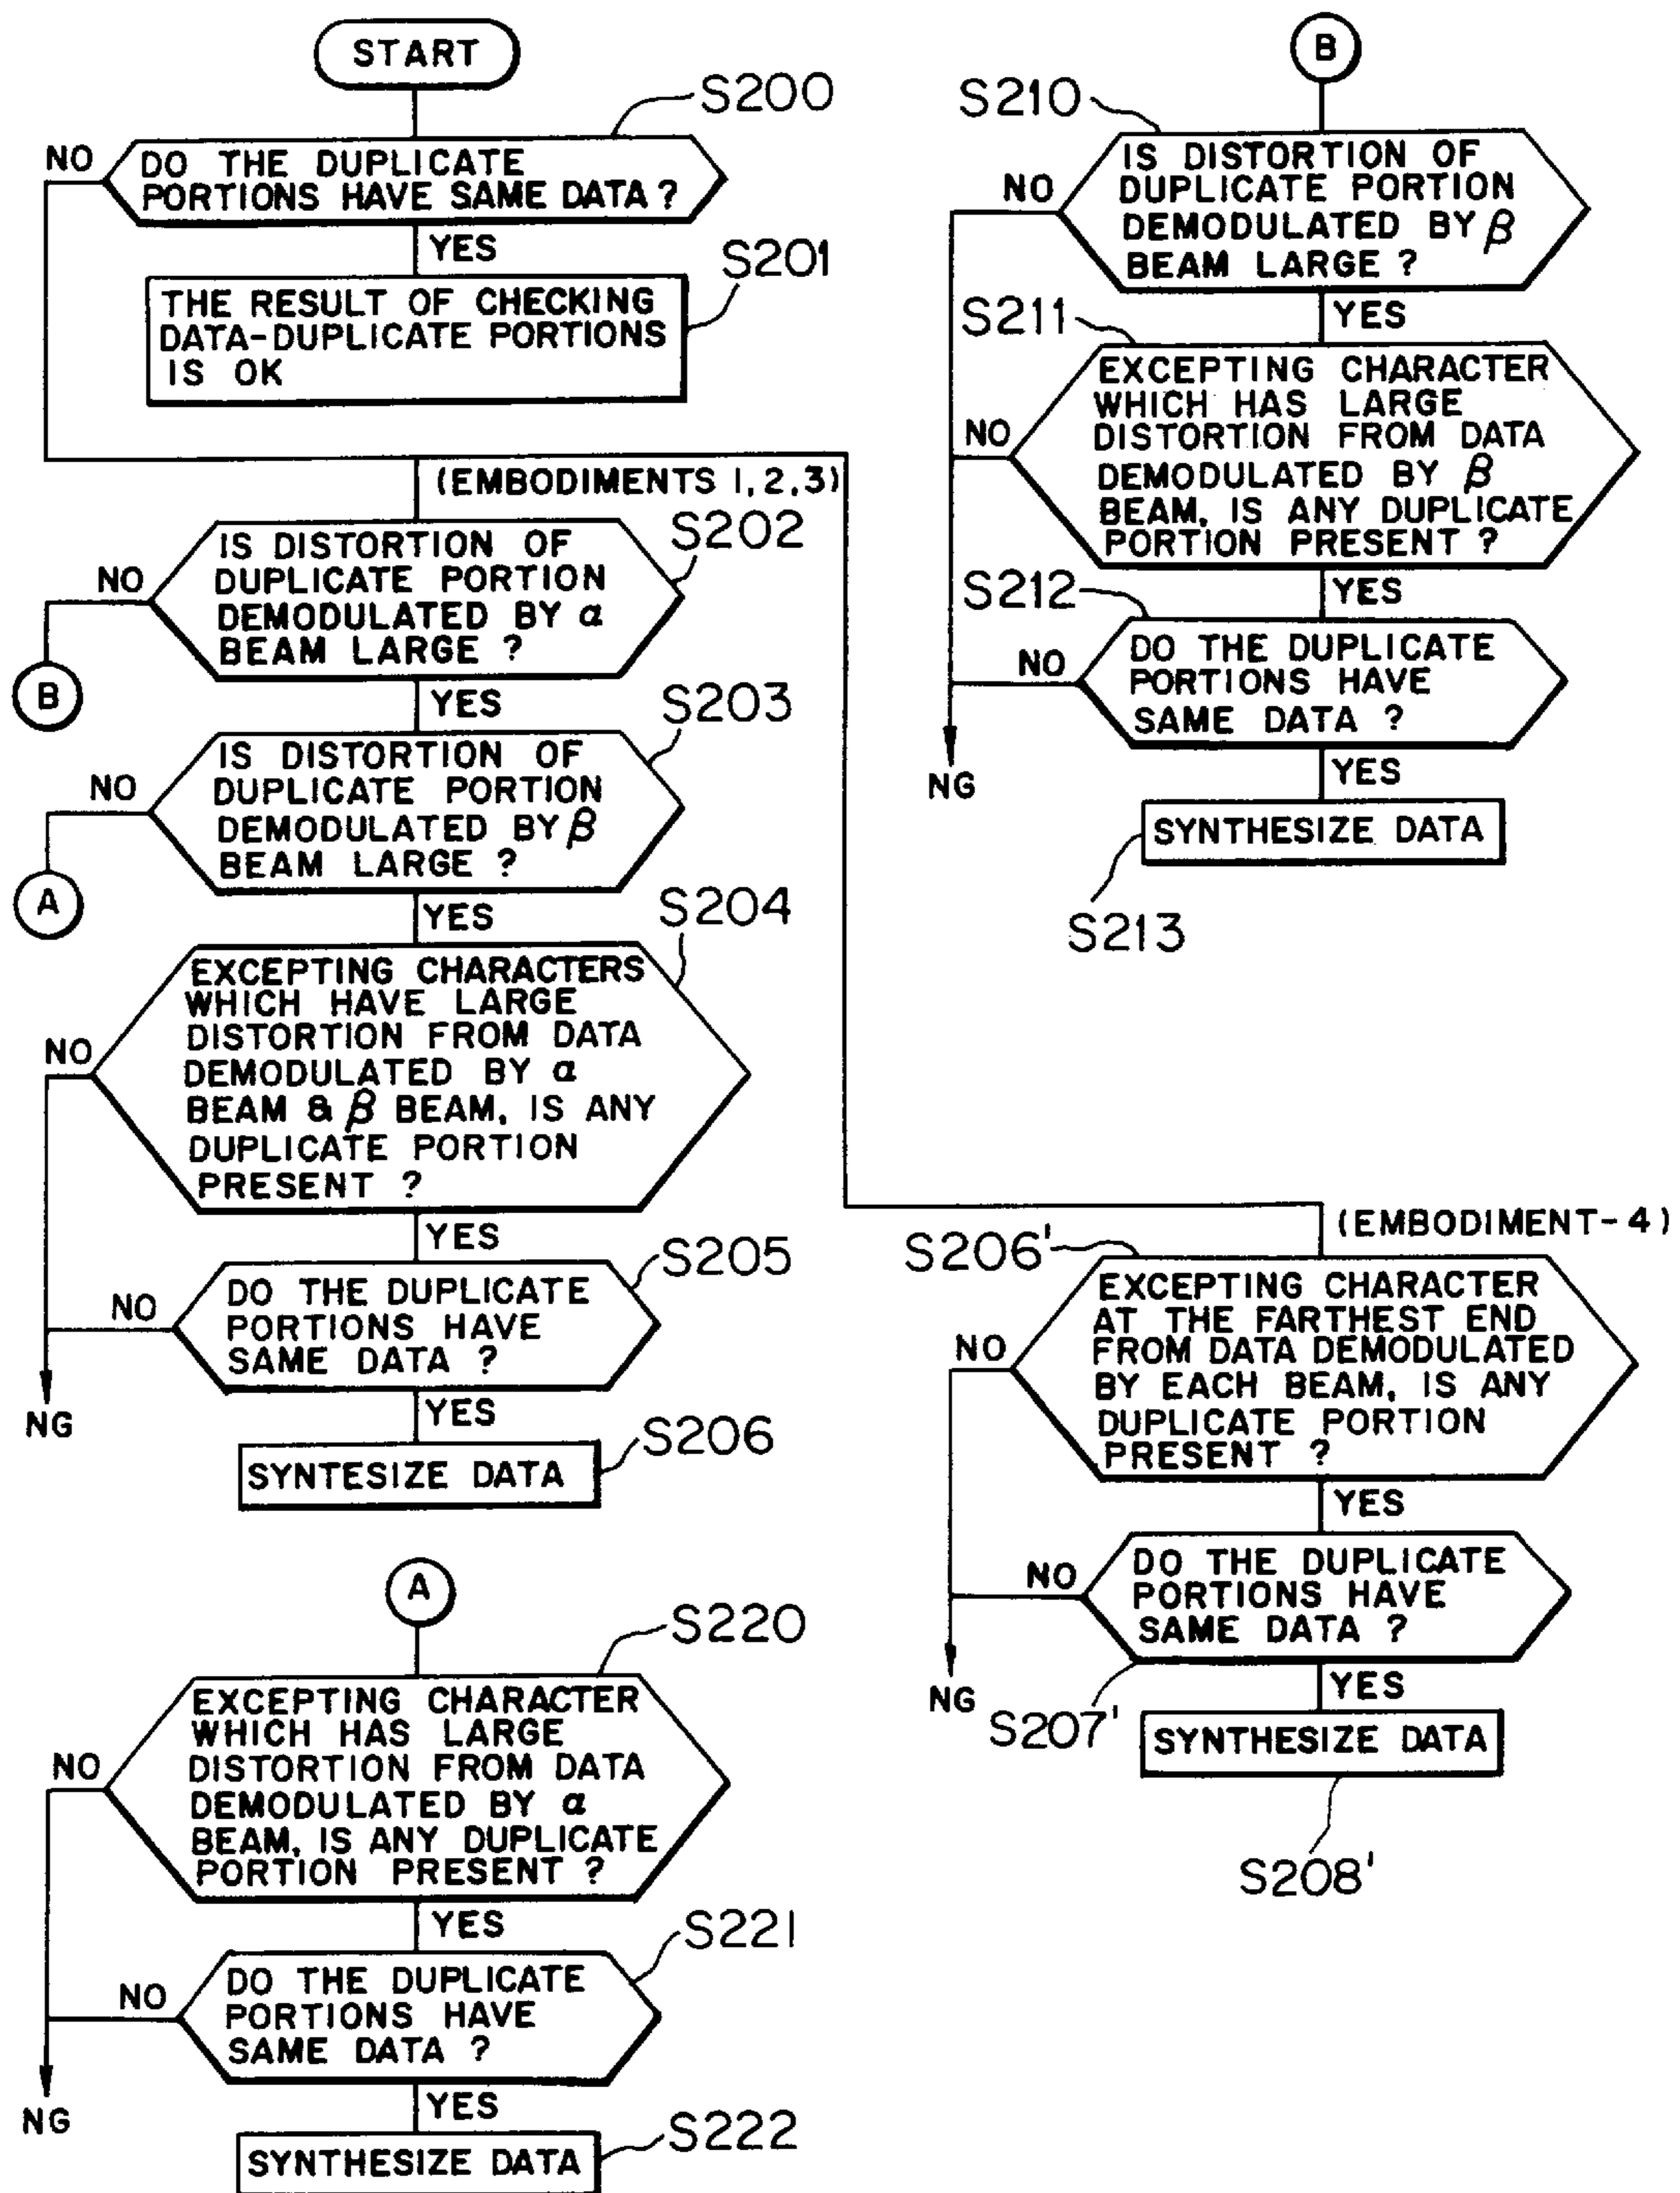 START
S200
NO
DO THE DUPLICATE
PORTIONS HAVE SAME DATA ?
YES
S201
THE RESULT OF CHECKING
DATA-DUPLICATE PORTIONS
IS OK
(EMBODIMENTS 1, 2, 3)
S202
NO
IS DISTORTION OF
DUPLICATE PORTION
DEMODULATED BY α
BEAM LARGE ?
B
YES
S203
NO
IS DISTORTION OF
DUPLICATE PORTION
DEMODULATED BY β
BEAM LARGE ?
A
YES
S204
NO
EXCEPTING CHARACTERS
WHICH HAVE LARGE
DISTORTION FROM DATA
DEMODULATED BY α
BEAM & β BEAM, IS ANY
DUPLICATE PORTION
PRESENT ?
YES
S205
NO
DO THE DUPLICATE
PORTIONS HAVE
SAME DATA ?
NG
YES
S206
SYNTESIZE DATA
A
S220
NO
EXCEPTING CHARACTER
WHICH HAS LARGE
DISTORTION FROM DATA
DEMODULATED BY α
BEAM, IS ANY DUPLICATE
PORTION PRESENT ?
YES
S221
NO
DO THE DUPLICATE
PORTIONS HAVE
SAME DATA ?
NG
YES
S222
SYNTHESIZE DATA
B
S210
NO
IS DISTORTION OF
DUPLICATE PORTION
DEMODULATED BY β
BEAM LARGE ?
YES
S211
NO
EXCEPTING CHARACTER
WHICH HAS LARGE
DISTORTION FROM DATA
DEMODULATED BY β
BEAM, IS ANY DUPLICATE
PORTION PRESENT ?
YES
S212
NO
DO THE DUPLICATE
PORTIONS HAVE
SAME DATA ?
NG
YES
SYNTHESIZE DATA
S213
(EMBODIMENT-4)
S206'
NO
EXCEPTING CHARACTER
AT THE FARTHEST END
FROM DATA DEMODULATED
BY EACH BEAM, IS ANY
DUPLICATE PORTION
PRESENT ?
YES
NO
DO THE DUPLICATE
PORTIONS HAVE
SAME DATA ?
NG
S207'
YES
SYNTHESIZE DATA
S208'